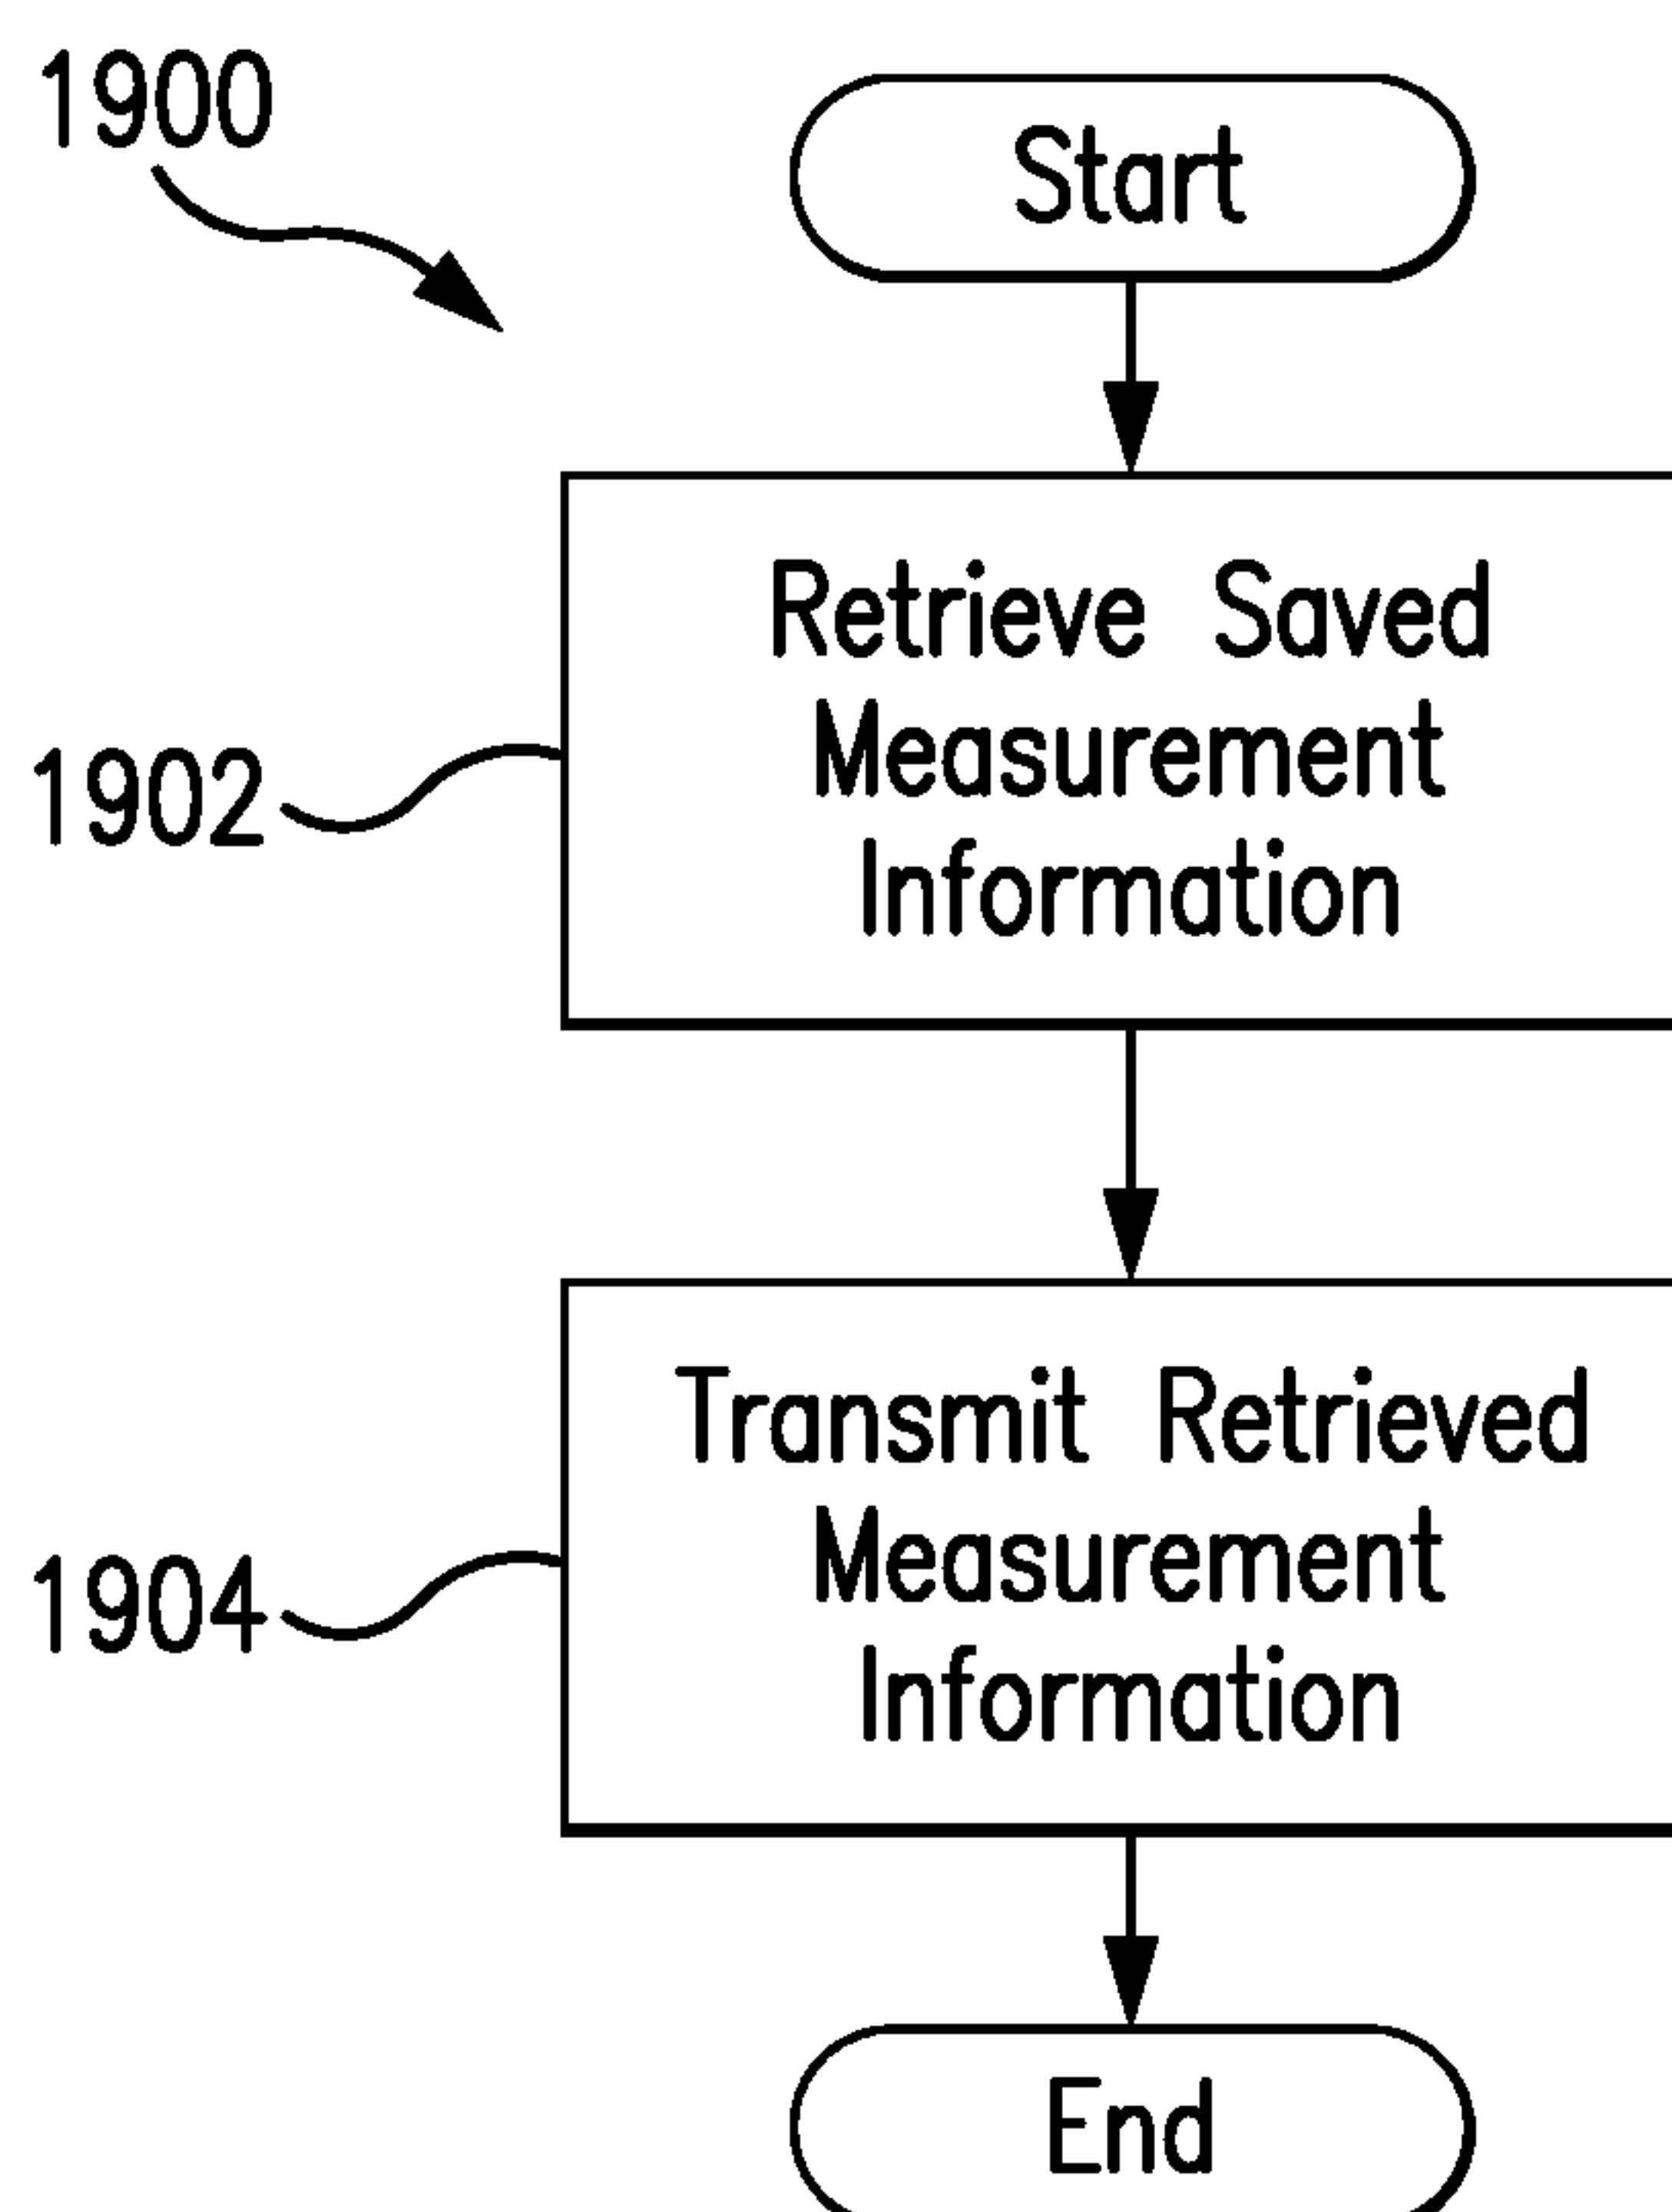 1900
Start
Retrieve Saved
Measurement
Information
1902
Transmit Retrieved
Measurement
Information
1904
End